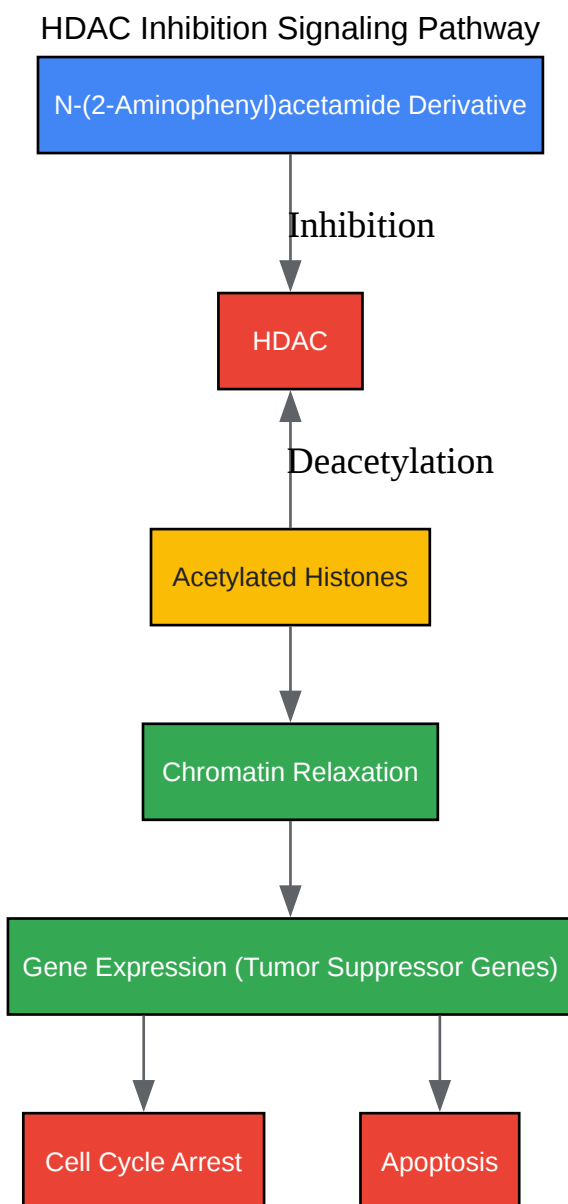 HDAC Inhibition Signaling Pathway
N-(2-Aminophenyl)acetamide Derivative
Inhibition
HDAC
Deacetylation
Acetylated Histones
Chromatin Relaxation
Gene Expression (Tumor Suppressor Genes)
Cell Cycle Arrest
Apoptosis